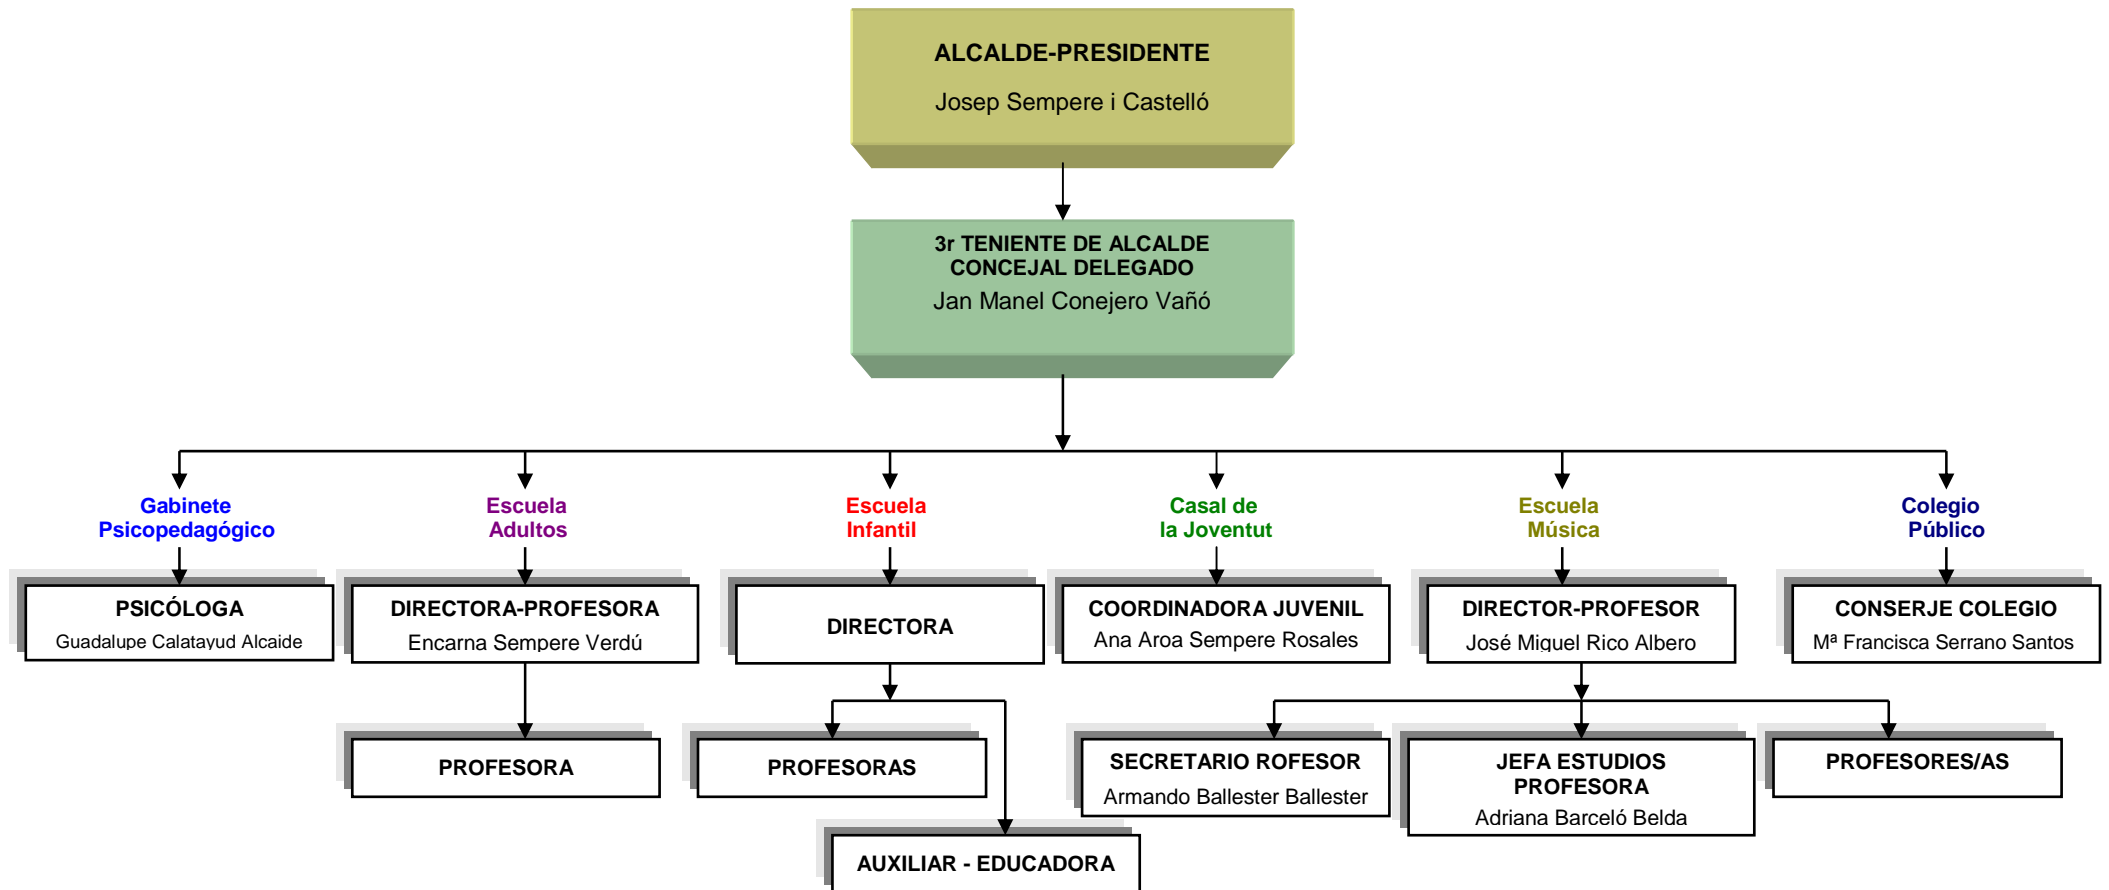 ALCALDE-PRESIDENTE
Josep Sempere i Castelló
3r TENIENTE DE ALCALDE
CONCEJAL DELEGADO
Jan Manel Conejero Vañó
Gabinete
Psicopedagógico
Escuela
Adultos
Escuela
Infantil
Casal de
la Joventut
Escuela
Música
Colegio
Público
PSICÓLOGA
Guadalupe Calatayud Alcaide
DIRECTORA-PROFESORA
Encarna Sempere Verdú
DIRECTORA
COORDINADORA JUVENIL
Ana Aroa Sempere Rosales
DIRECTOR-PROFESOR
José Miguel Rico Albero
CONSERJE COLEGIO
Mª Francisca Serrano Santos
PROFESORA
PROFESORAS
SECRETARIO ROFESOR
Armando Ballester Ballester
JEFA ESTUDIOS
PROFESORA
Adriana Barceló Belda
PROFESORES/AS
AUXILIAR - EDUCADORA